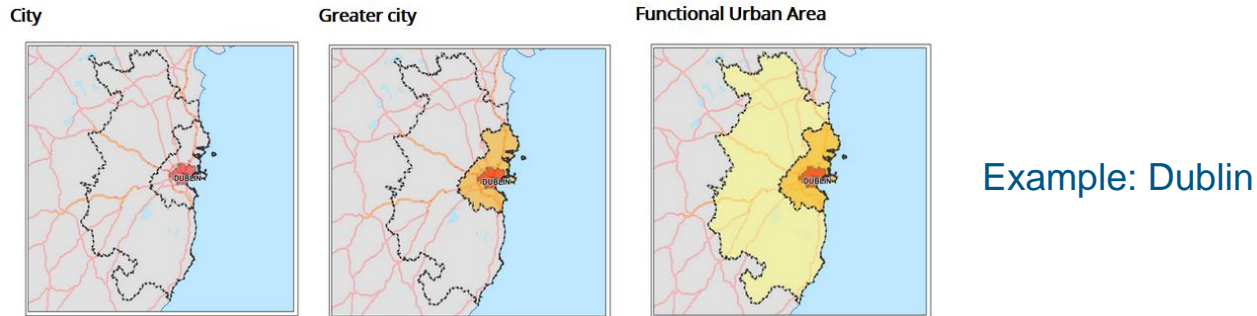 City
Greater city
Functional Urban Area
DUBLIN
DUBLIN
DUBLIN
Example: Dublin